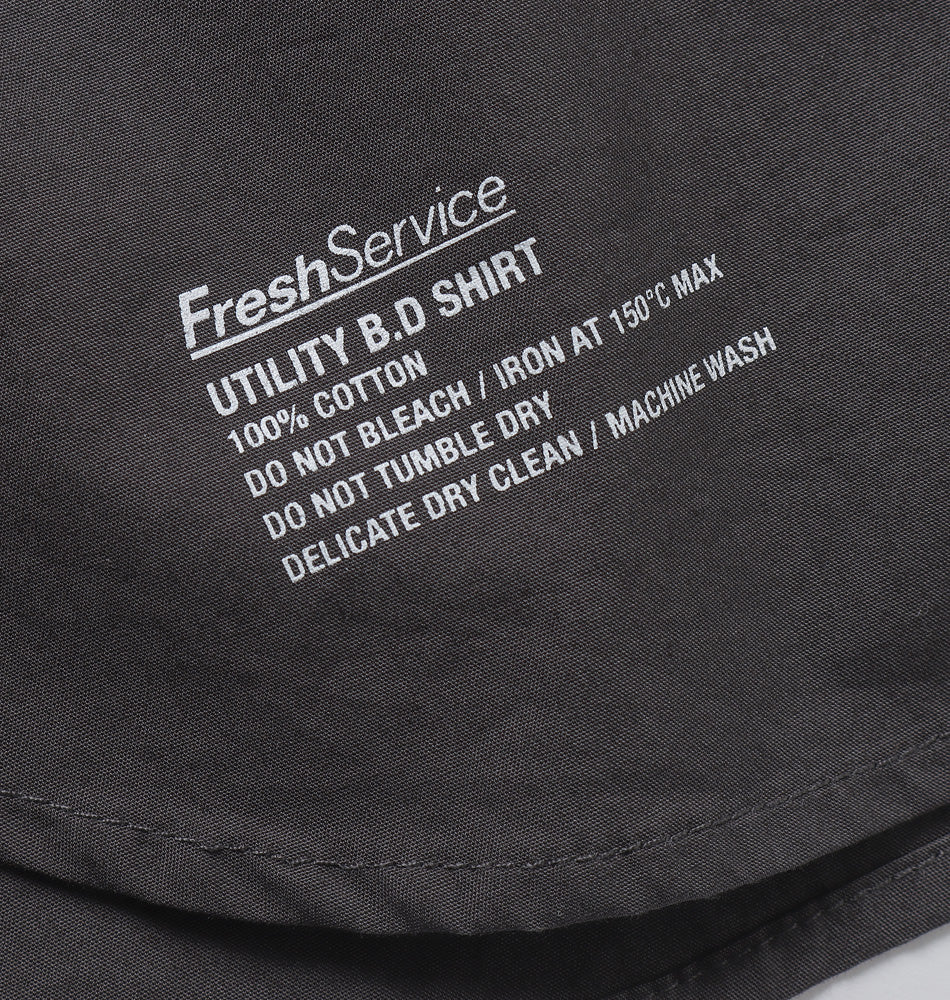 FreshService
UTILITY B.D SHIRT
100% COTTON
DO NOT BLEACH / IRON AT 150°C MAX
DO NOT TUMBLE DRY
DELICATE DRY CLEAN / MACHINE WASH